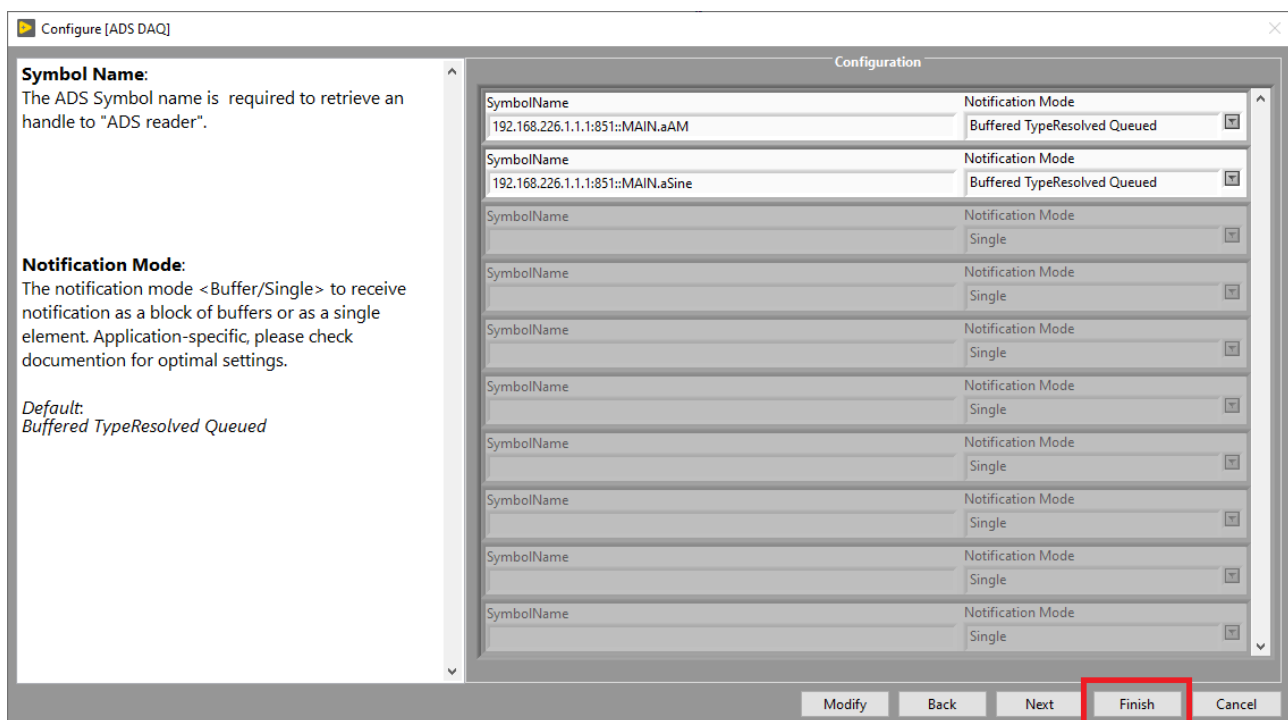 Configure [ADS DAQ]
Symbol Name:
The ADS Symbol name is required to retrieve an
handle to "ADS reader".
Notification Mode:
The notification mode <Buffer/Single> to receive
notification as a block of buffers or as a single
element. Application-specific, please check
documention for optimal settings.
Default:
Buffered TypeResolved Queued
Configuration
SymbolName Notification Mode
192.168.226.1.1.1:851::MAIN.aAM Buffered TypeResolved Queued
SymbolName Notification Mode
192.168.226.1.1.1:851::MAIN.aSine Buffered TypeResolved Queued
SymbolName Notification Mode
Single
SymbolName Notification Mode
Single
SymbolName Notification Mode
Single
SymbolName Notification Mode
Single
SymbolName Notification Mode
Single
SymbolName Notification Mode
Single
SymbolName Notification Mode
Single
SymbolName Notification Mode
Single
Modify Back Next Finish Cancel